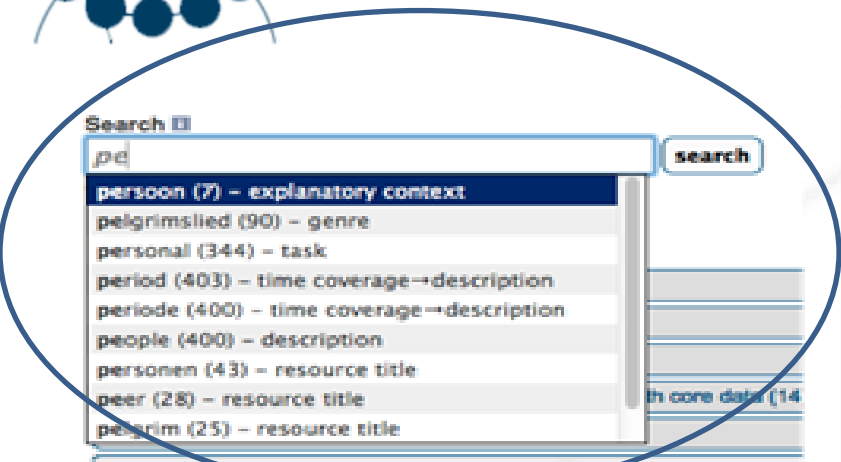 Search
pe
search
persoon (7) – explanatory context
pelgrimslied (90) – genre
personal (344) – task
period (403) – time coverage→description
periode (400) – time coverage→description
people (400) – description
personen (43) – resource title
peer (28) – resource title
th core data (14
pelgrim (25) – resource title